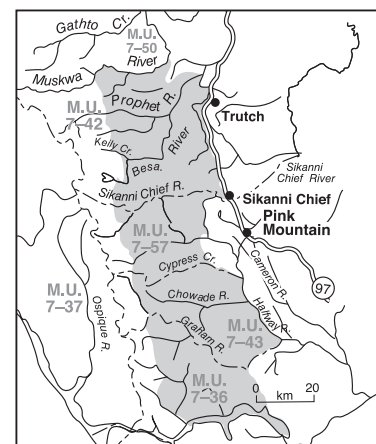 Gathto Cr.
M.U.
7–50
River
Muskwa
Prophet R.
M.U.
7–42
Trutch
Keily Cr.
River
Besa.
Sikanni Chief R.
Sikanni
Chief River
Sikanni Chief
Pink
Mountain
M.U.
7–57
Cypress Cr.
Cameron R.
97
M.U.
7–37
Ospique R.
Chowade R.
Halfway R.
Graham R.
M.U.
7–43
M.U.
7–36
0 20
km